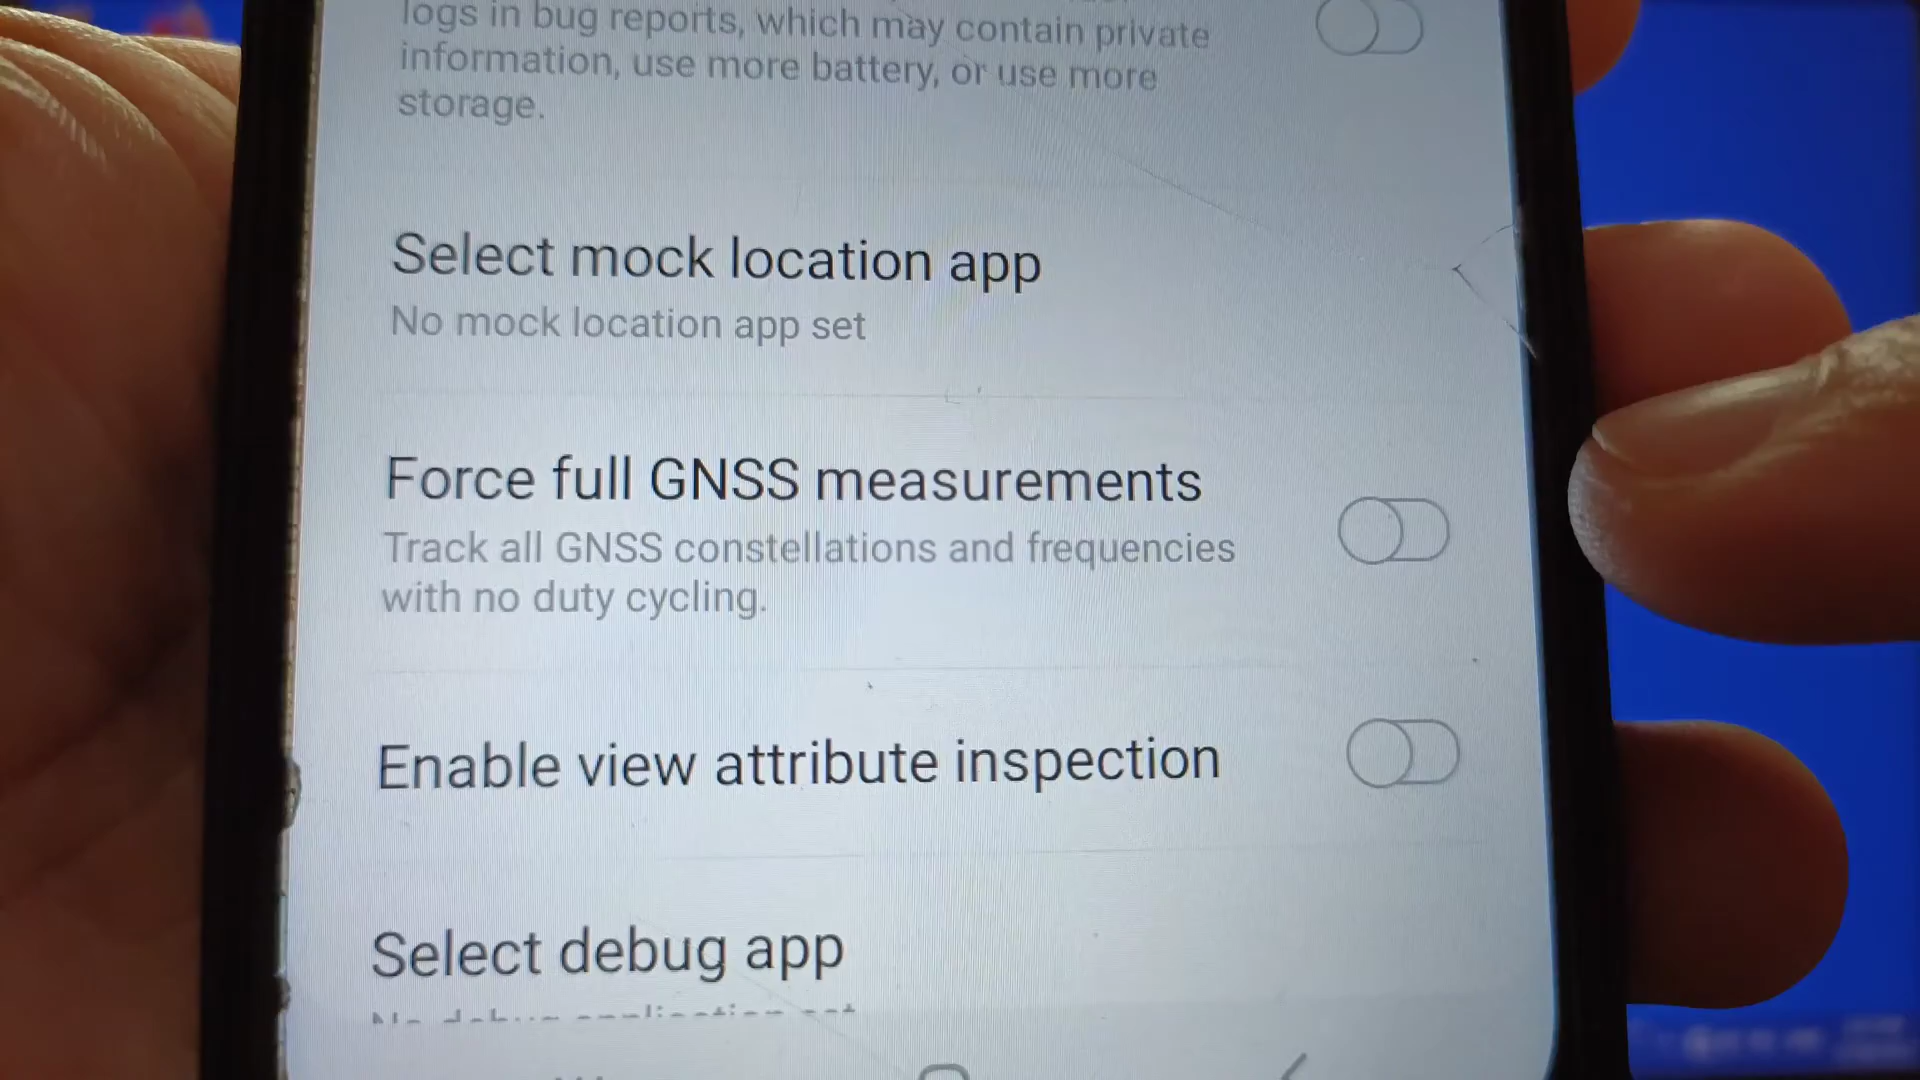 logs in bug reports, which may contain private
information, use more battery, or use more
storage.
Select mock location app
No mock location app set
Force full GNSS measurements
Track all GNSS constellations and frequencies
with no duty cycling.
Enable view attribute inspection
Select debug app